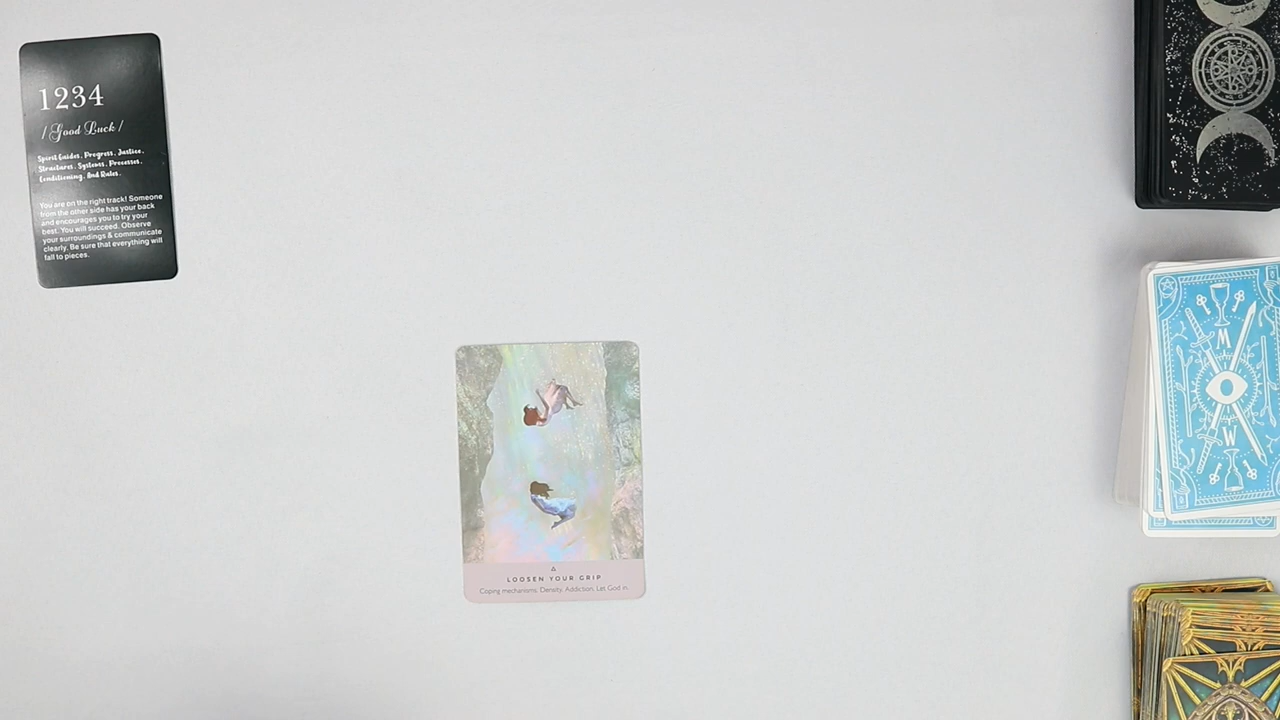 1234
/Good Luck/
Spirit Guides. Progress. Justice.
Structures. Systems. Processes.
Conditioning. And Rules.
You are on the right track! Someone
from the other side has your back
and encourages you to try your
best. You will succeed. Observe
your surroundings & communicate
clearly. Be sure that everything will
fall to pieces.
LOOSEN YOUR GRIP
Coping mechanisms. Density. Addiction. Let God in.
M
W